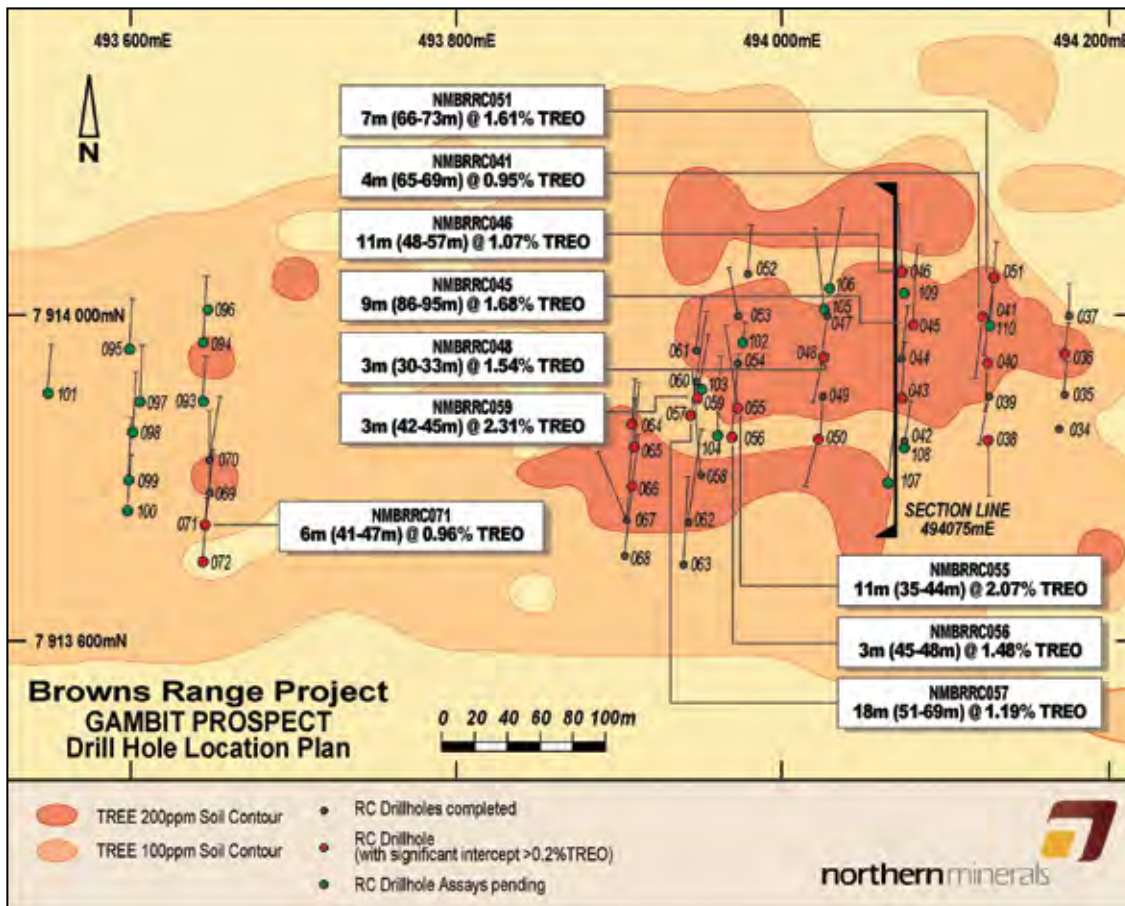 493 600mE
493 800mE
494 000mE
494 200mE
N
NMBRRC051
7m (66-73m) @ 1.61% TREO
NMBRRC041
4m (65-69m) @ 0.95% TREO
NMBRRC046
11m (48-57m) @ 1.07% TREO
NMBRRC045
9m (86-95m) @ 1.68% TREO
NMBRRC048
3m (30-33m) @ 1.54% TREO
NMBRRC059
3m (42-45m) @ 2.31% TREO
7 914 000mN
052
106
046
051
096
053
105
047
109
041
037
095
094
061
102
045
110
054
048
044
040
036
101
097
093
060
103
059
055
049
043
039
035
098
064
057
056
104
050
042
038
034
065
108
070
099
069
066
058
107
100
071
067
062
072
068
063
SECTION LINE
494075mE
NMBRRC071
6m (41-47m) @ 0.96% TREO
NMBRRC055
11m (35-44m) @ 2.07% TREO
NMBRRC056
3m (45-48m) @ 1.48% TREO
NMBRRC057
18m (51-69m) @ 1.19% TREO
7 913 600mN
Browns Range Project
GAMBIT PROSPECT
Drill Hole Location Plan
0 20 40 60 80 100m
TREE 200ppm Soil Contour
TREE 100ppm Soil Contour
RC Drillholes completed
RC Drillhole
(with significant intercept >0.2%TREO)
RC Drillhole Assays pending
northernminerals